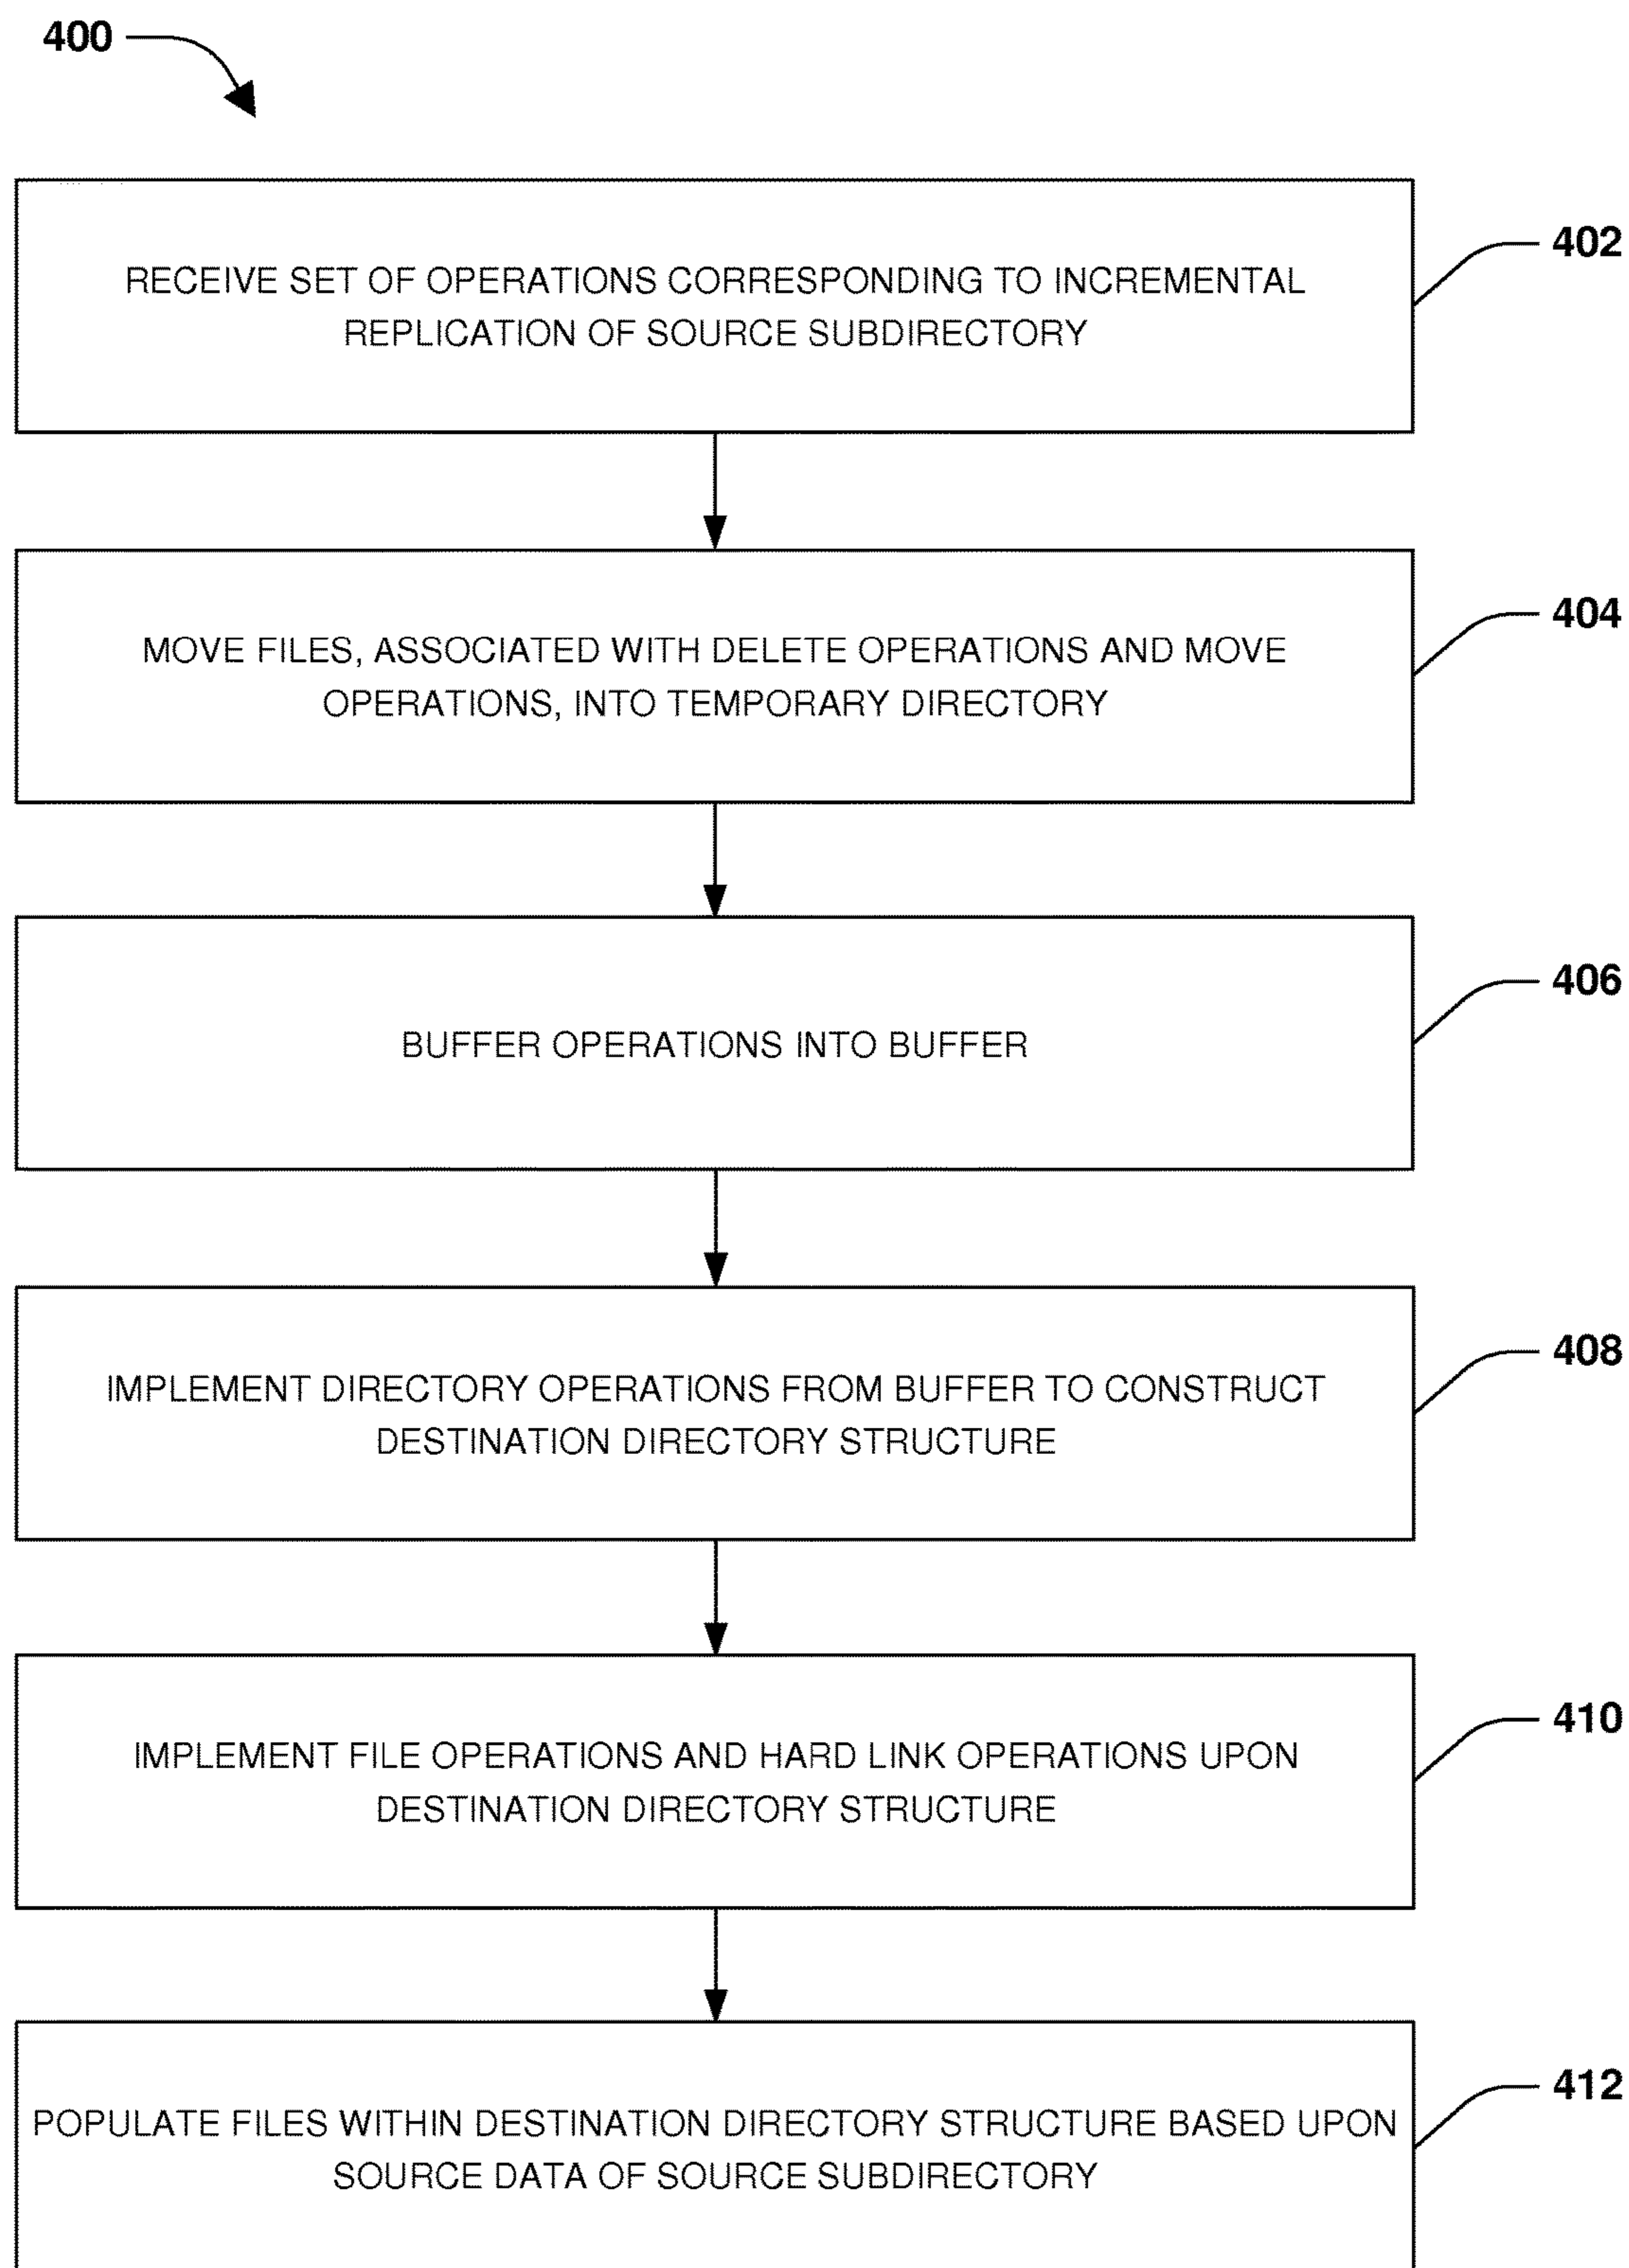 400
RECEIVE SET OF OPERATIONS CORRESPONDING TO INCREMENTAL
REPLICATION OF SOURCE SUBDIRECTORY
402
MOVE FILES, ASSOCIATED WITH DELETE OPERATIONS AND MOVE
OPERATIONS, INTO TEMPORARY DIRECTORY
404
BUFFER OPERATIONS INTO BUFFER
406
IMPLEMENT DIRECTORY OPERATIONS FROM BUFFER TO CONSTRUCT
DESTINATION DIRECTORY STRUCTURE
408
IMPLEMENT FILE OPERATIONS AND HARD LINK OPERATIONS UPON
DESTINATION DIRECTORY STRUCTURE
410
POPULATE FILES WITHIN DESTINATION DIRECTORY STRUCTURE BASED UPON
SOURCE DATA OF SOURCE SUBDIRECTORY
412